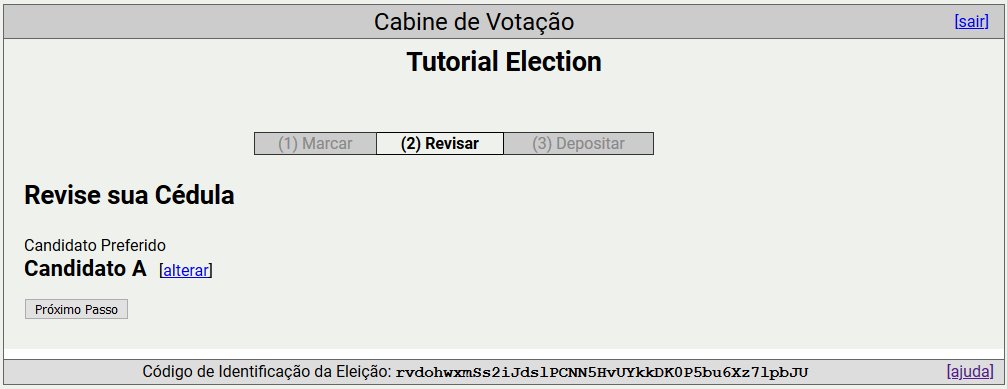 Cabine de Votação [sair]
Tutorial Election
(1) Marcar (2) Revisar (3) Depositar
Revise sua Cédula
Candidato Preferido
Candidato A [alterar]
Próximo Passo
Código de Identificação da Eleição: rvdohwxmSs2iJdslPCNN5HvUYkkDK0P5bu6Xz7lpbJU [ajuda]